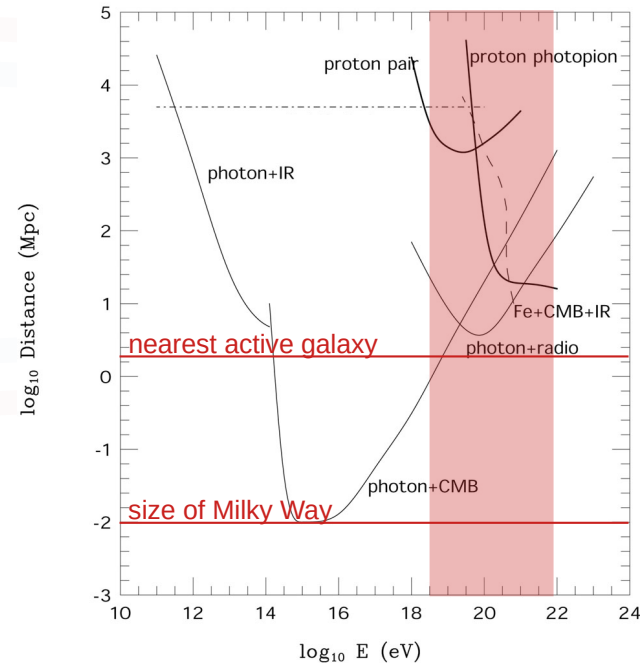 5
4
3
2
1
0
-1
-2
-3
log₁₀ Distance (Mpc)
proton pair
proton photopion
photon+IR
Fe+CMB+IR
nearest active galaxy
photon+radio
photon+CMB
size of Milky Way
10 12 14 16 18 20 22 24
log₁₀ E (eV)